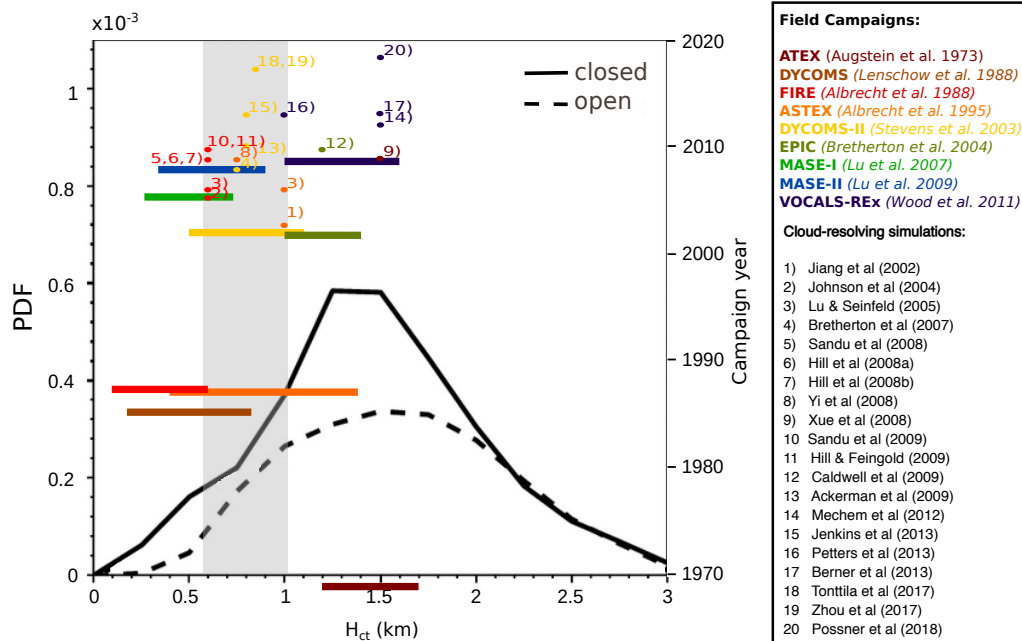 x10⁻³
2020
20)
18,19)
closed
15)
16)
17)
open
14)
1
10,11)
13)
12)
5,6,7)
8)
9)
2010
4)
0.8
3)
3)
2)
1)
2000
0.6
PDF
Campaign year
1990
0.4
1980
0.2
0
1970
0
0.5
1
1.5
2
2.5
3
H_ct (km)
Field Campaigns:
ATEX (Augstein et al. 1973)
DYCOMS (Lenschow et al. 1988)
FIRE (Albrecht et al. 1988)
ASTEX (Albrecht et al. 1995)
DYCOMS-II (Stevens et al. 2003)
EPIC (Bretherton et al. 2004)
MASE-I (Lu et al. 2007)
MASE-II (Lu et al. 2009)
VOCALS-REx (Wood et al. 2011)
Cloud-resolving simulations:
1) Jiang et al (2002)
2) Johnson et al (2004)
3) Lu & Seinfeld (2005)
4) Bretherton et al (2007)
5) Sandu et al (2008)
6) Hill et al (2008a)
7) Hill et al (2008b)
8) Yi et al (2008)
9) Xue et al (2008)
10 Sandu et al (2009)
11 Hill & Feingold (2009)
12 Caldwell et al (2009)
13 Ackerman et al (2009)
14 Mechem et al (2012)
15 Jenkins et al (2013)
16 Petters et al (2013)
17 Berner et al (2013)
18 Tonttila et al (2017)
19 Zhou et al (2017)
20 Possner et al (2018)